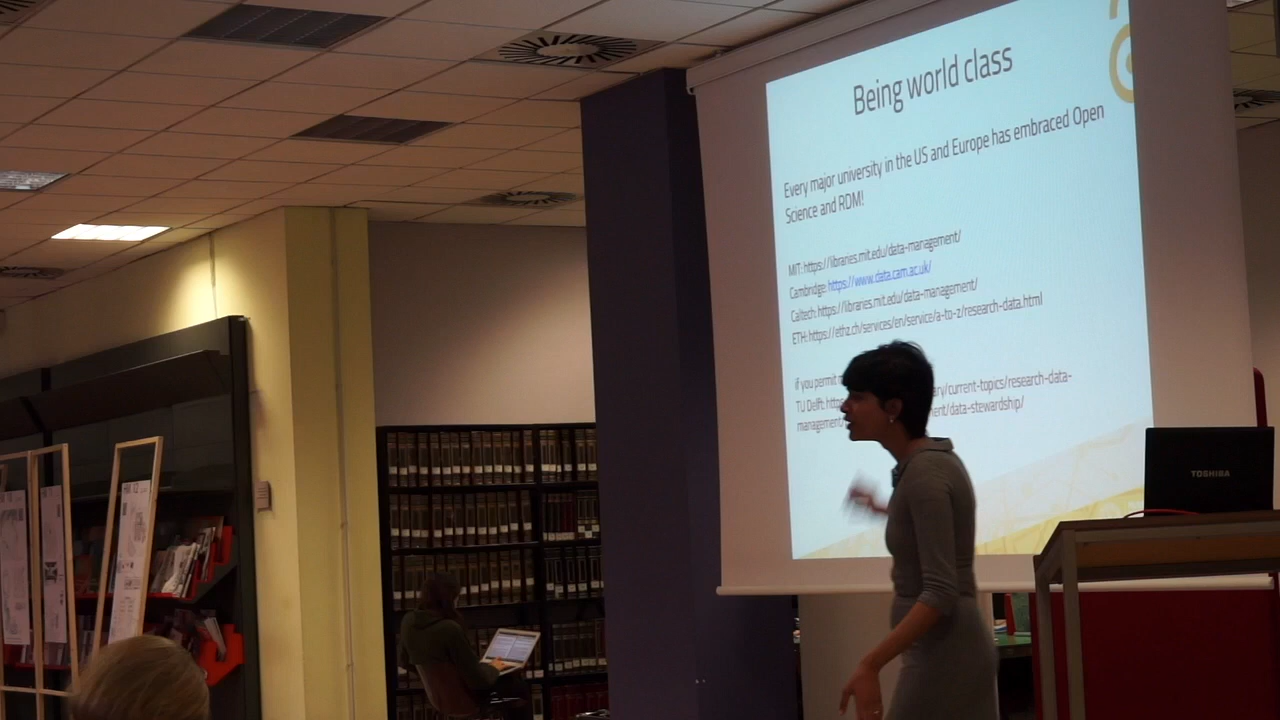 Being world class
Every major university in the US and Europe has embraced Open
Science and RDM!
MIT: https://libraries.mit.edu/data-management/
Cambridge: https://www.data.cam.ac.uk/
Caltech: https://libraries.mit.edu/data-management/
ETH: https://ethz.ch/services/en/service/a-to-z/research-data.html
if you permit /current-topics/research-data-
TU Delft: /data-stewardship/
management/
TOSHIBA